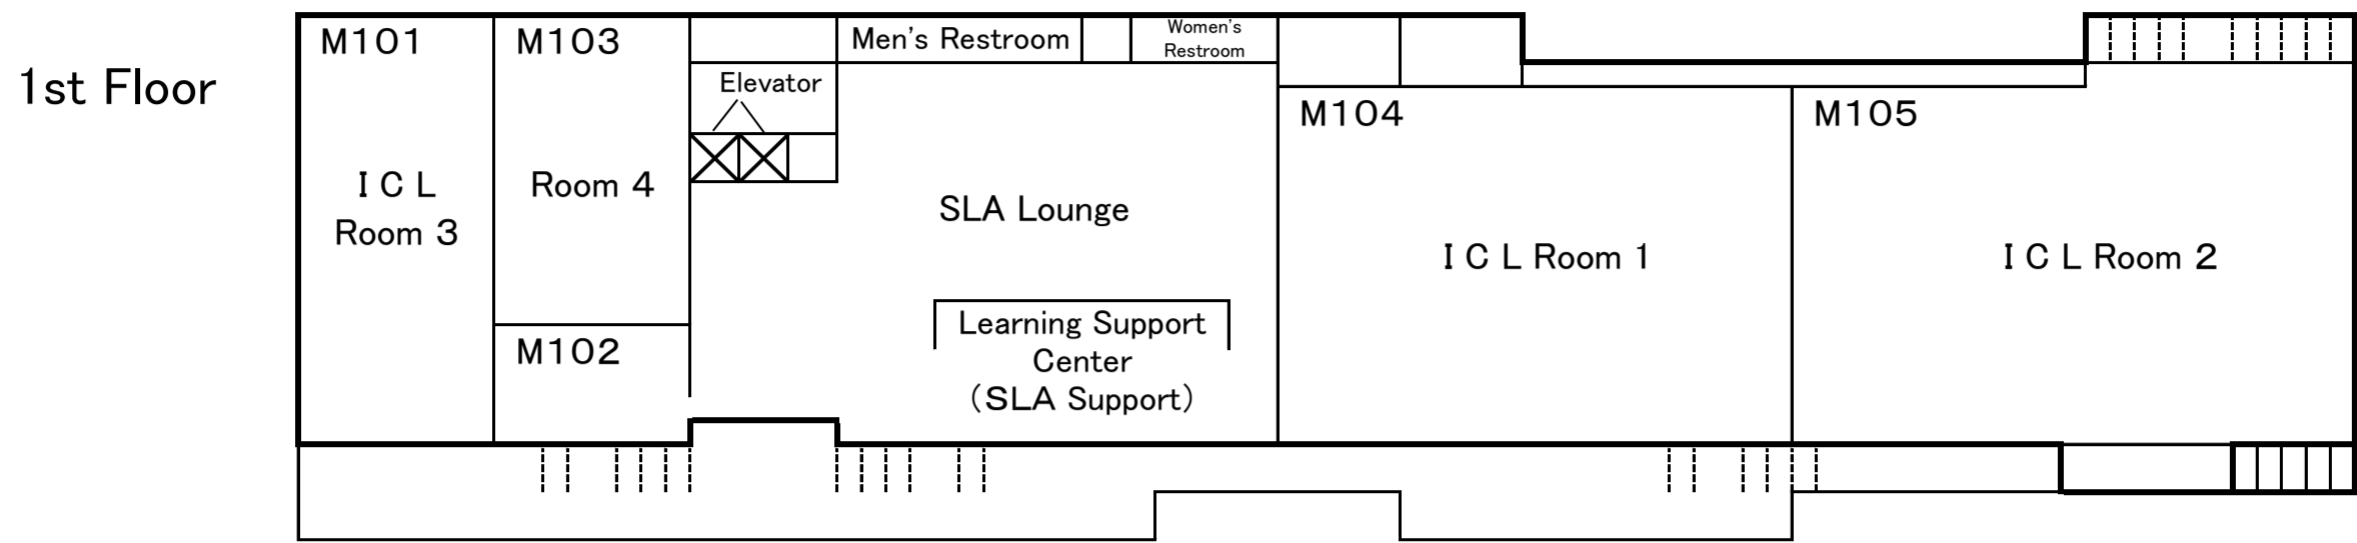 1st Floor
M101
I C L
Room 3
M103
Room 4
M102
Elevator
Men's Restroom
Women's
Restroom
SLA Lounge
Learning Support
Center
（SLA Support）
M104
I C L Room 1
M105
I C L Room 2